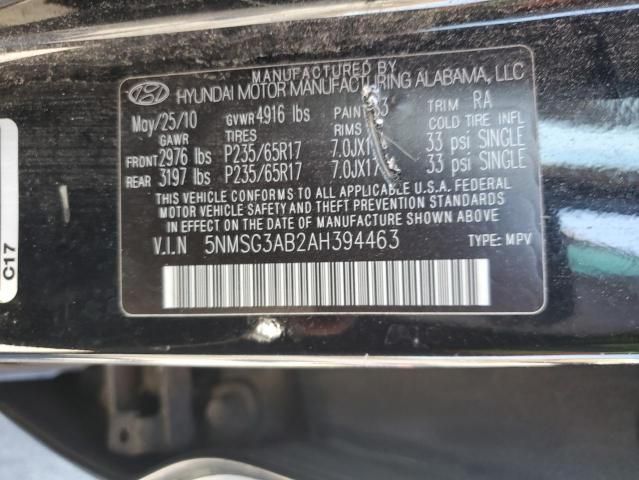 MANUFACTURED BY
HYUNDAI MOTOR MANUFACTURING ALABAMA, LLC
May/25/10 GVWR 4916 lbs PAINT TRIM RA
GAWR TIRES RIMS COLD TIRE INFL
FRONT 2976 lbs P235/65R17 7.0JX17 33 psi SINGLE
REAR 3197 lbs P235/65R17 7.0JX17 33 psi SINGLE
THIS VEHICLE CONFORMS TO ALL APPLICABLE U.S.A. FEDERAL
MOTOR VEHICLE SAFETY AND THEFT PREVENTION STANDARDS
IN EFFECT ON THE DATE OF MANUFACTURE SHOWN ABOVE.
V.I.N 5NMSG3AB2AH394463 TYPE: MPV
C17